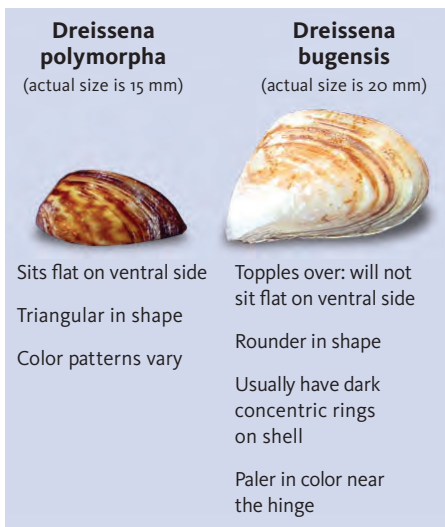 Dreissena
polymorpha
(actual size is 15 mm)
Sits flat on ventral side
Triangular in shape
Color patterns vary
Dreissena
bugensis
(actual size is 20 mm)
Topples over: will not
sit flat on ventral side
Rounder in shape
Usually have dark
concentric rings
on shell
Paler in color near
the hinge